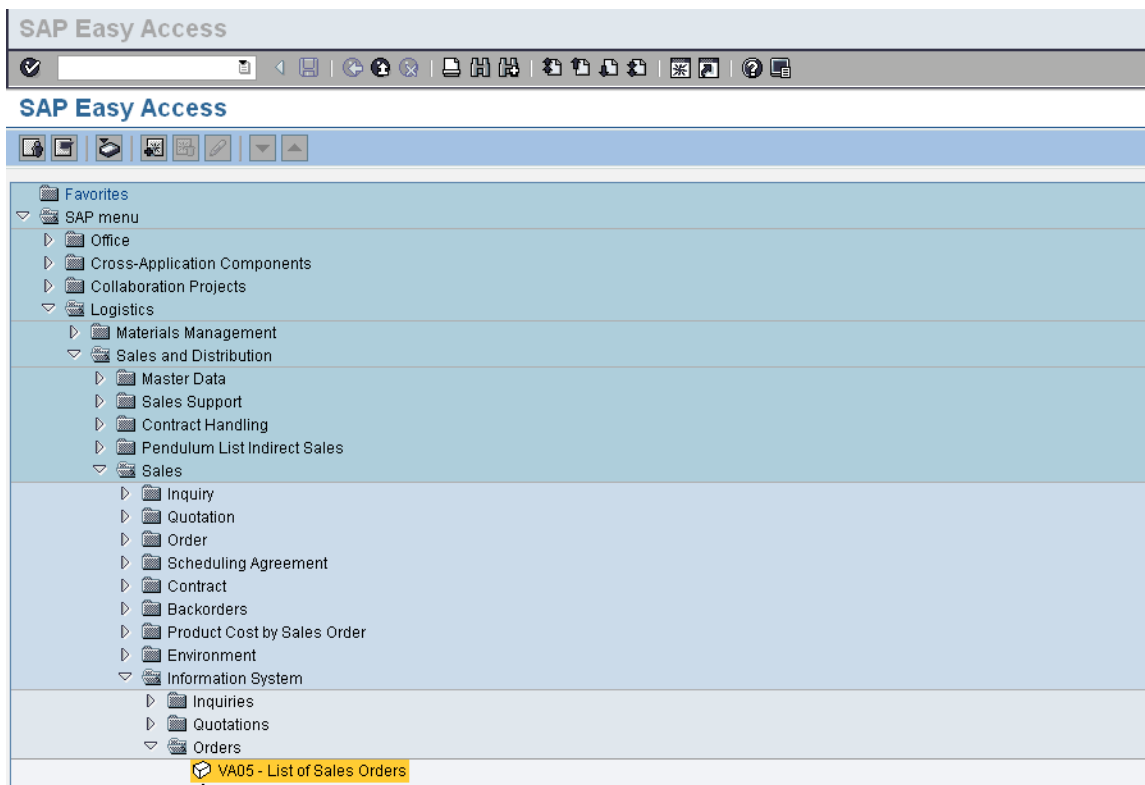 SAP Easy Access
SAP Easy Access
Favorites
SAP menu
Office
Cross-Application Components
Collaboration Projects
Logistics
Materials Management
Sales and Distribution
Master Data
Sales Support
Contract Handling
Pendulum List Indirect Sales
Sales
Inquiry
Quotation
Order
Scheduling Agreement
Contract
Backorders
Product Cost by Sales Order
Environment
Information System
Inquiries
Quotations
Orders
VA05 - List of Sales Orders